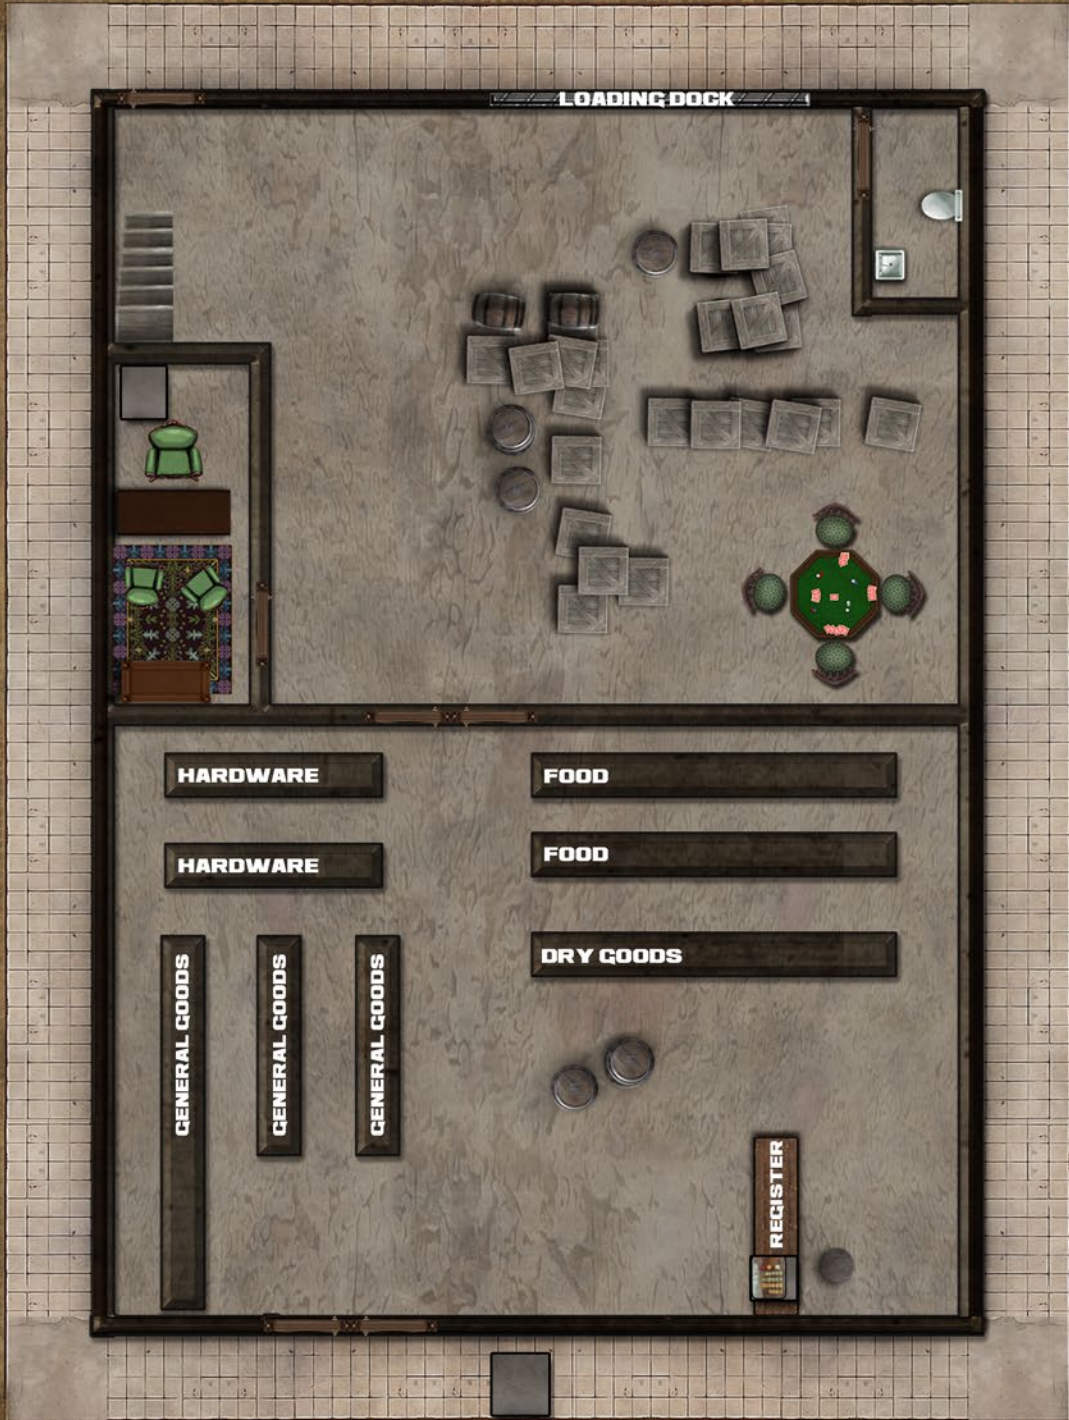 LOADING DOCK
HARDWARE
FOOD
HARDWARE
FOOD
GENERAL GOODS
GENERAL GOODS
GENERAL GOODS
DRY GOODS
REGISTER